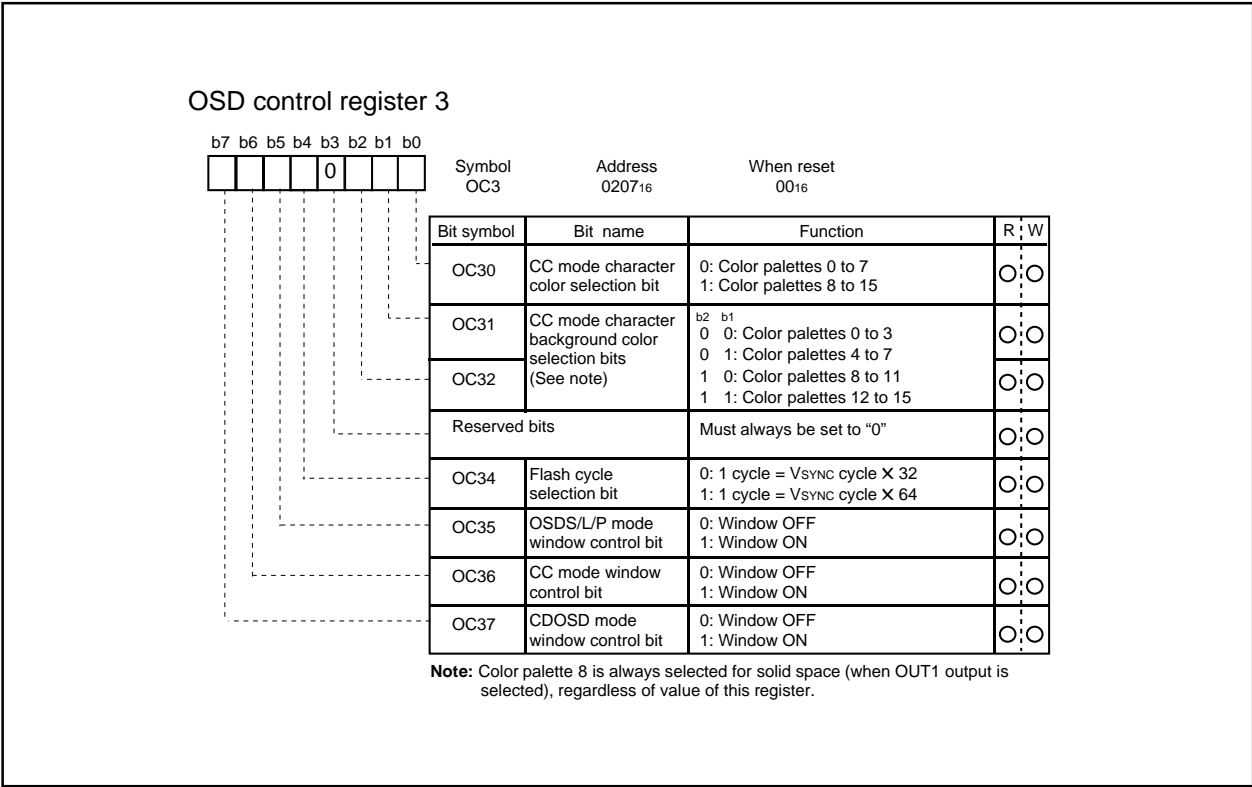 OSD control register 3
b7 b6 b5 b4 b3 b2 b1 b0
0
Symbol Address When reset
OC3 020716 0016
Bit symbol Bit name Function R W
OC30 CC mode character color selection bit 0: Color palettes 0 to 7
1: Color palettes 8 to 15
OC31 CC mode character
background color
selection bits
(See note)
b2 b1
0 0: Color palettes 0 to 3
0 1: Color palettes 4 to 7
OC32 1 0: Color palettes 8 to 11
1 1: Color palettes 12 to 15
Reserved bits Must always be set to “0”
OC34 Flash cycle
selection bit
0: 1 cycle = VSYNC cycle X 32
1: 1 cycle = VSYNC cycle X 64
OC35 OSDS/L/P mode
window control bit
0: Window OFF
1: Window ON
OC36 CC mode window
control bit
0: Window OFF
1: Window ON
OC37 CDOSD mode
window control bit
0: Window OFF
1: Window ON
Note: Color palette 8 is always selected for solid space (when OUT1 output is
selected), regardless of value of this register.